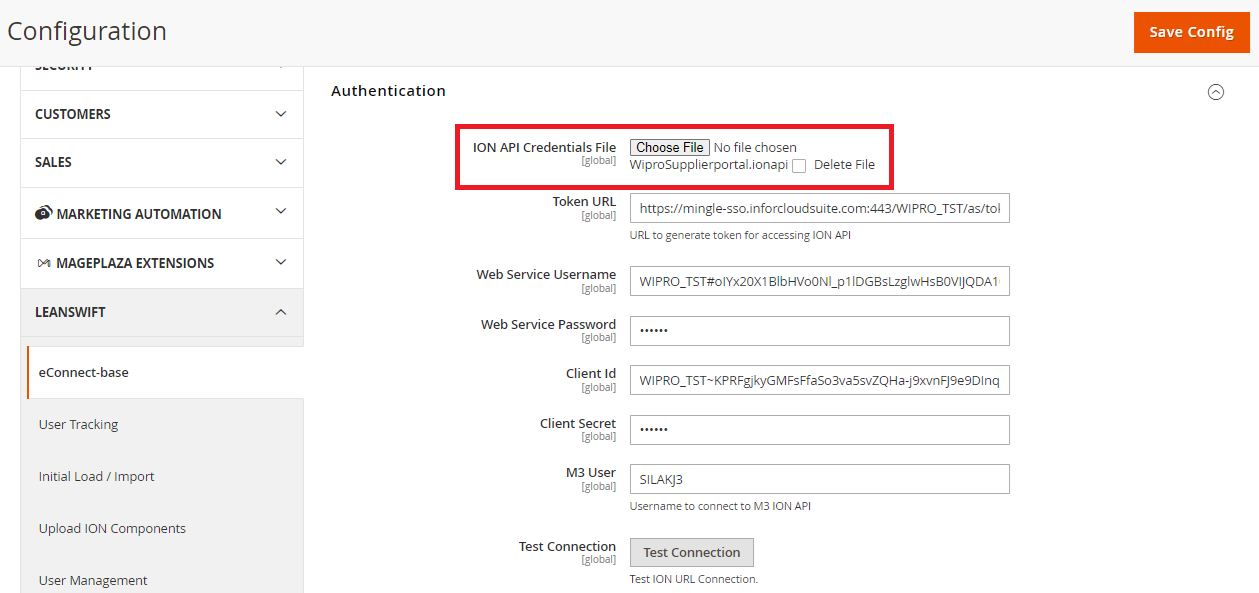 Configuration
Save Config
SECURITY
CUSTOMERS
SALES
MARKETING AUTOMATION
MAGEPLAZA EXTENSIONS
LEANSWIFT
eConnect-base
User Tracking
Initial Load / Import
Upload ION Components
User Management
Authentication
ION API Credentials File
[global]
Choose File No file chosen
WiproSupplierportal.ionapi Delete File
Token URL
[global]
https://mingle-sso.inforcloudsuite.com:443/WIPRO_TST/as/tok
URL to generate token for accessing ION API
Web Service Username
[global]
WIPRO_TST#oIYx20X1BlbHVo0Nl_p1lDGBsLzglwHsB0VIJQDA1
Web Service Password
[global]
••••••
Client Id
[global]
WIPRO_TST~KPRFgjkyGMFsFfaSo3va5svZQHa-j9xvnFJ9e9DInq
Client Secret
[global]
••••••
M3 User
[global]
SILAKJ3
Username to connect to M3 ION API
Test Connection
[global]
Test Connection
Test ION URL Connection.